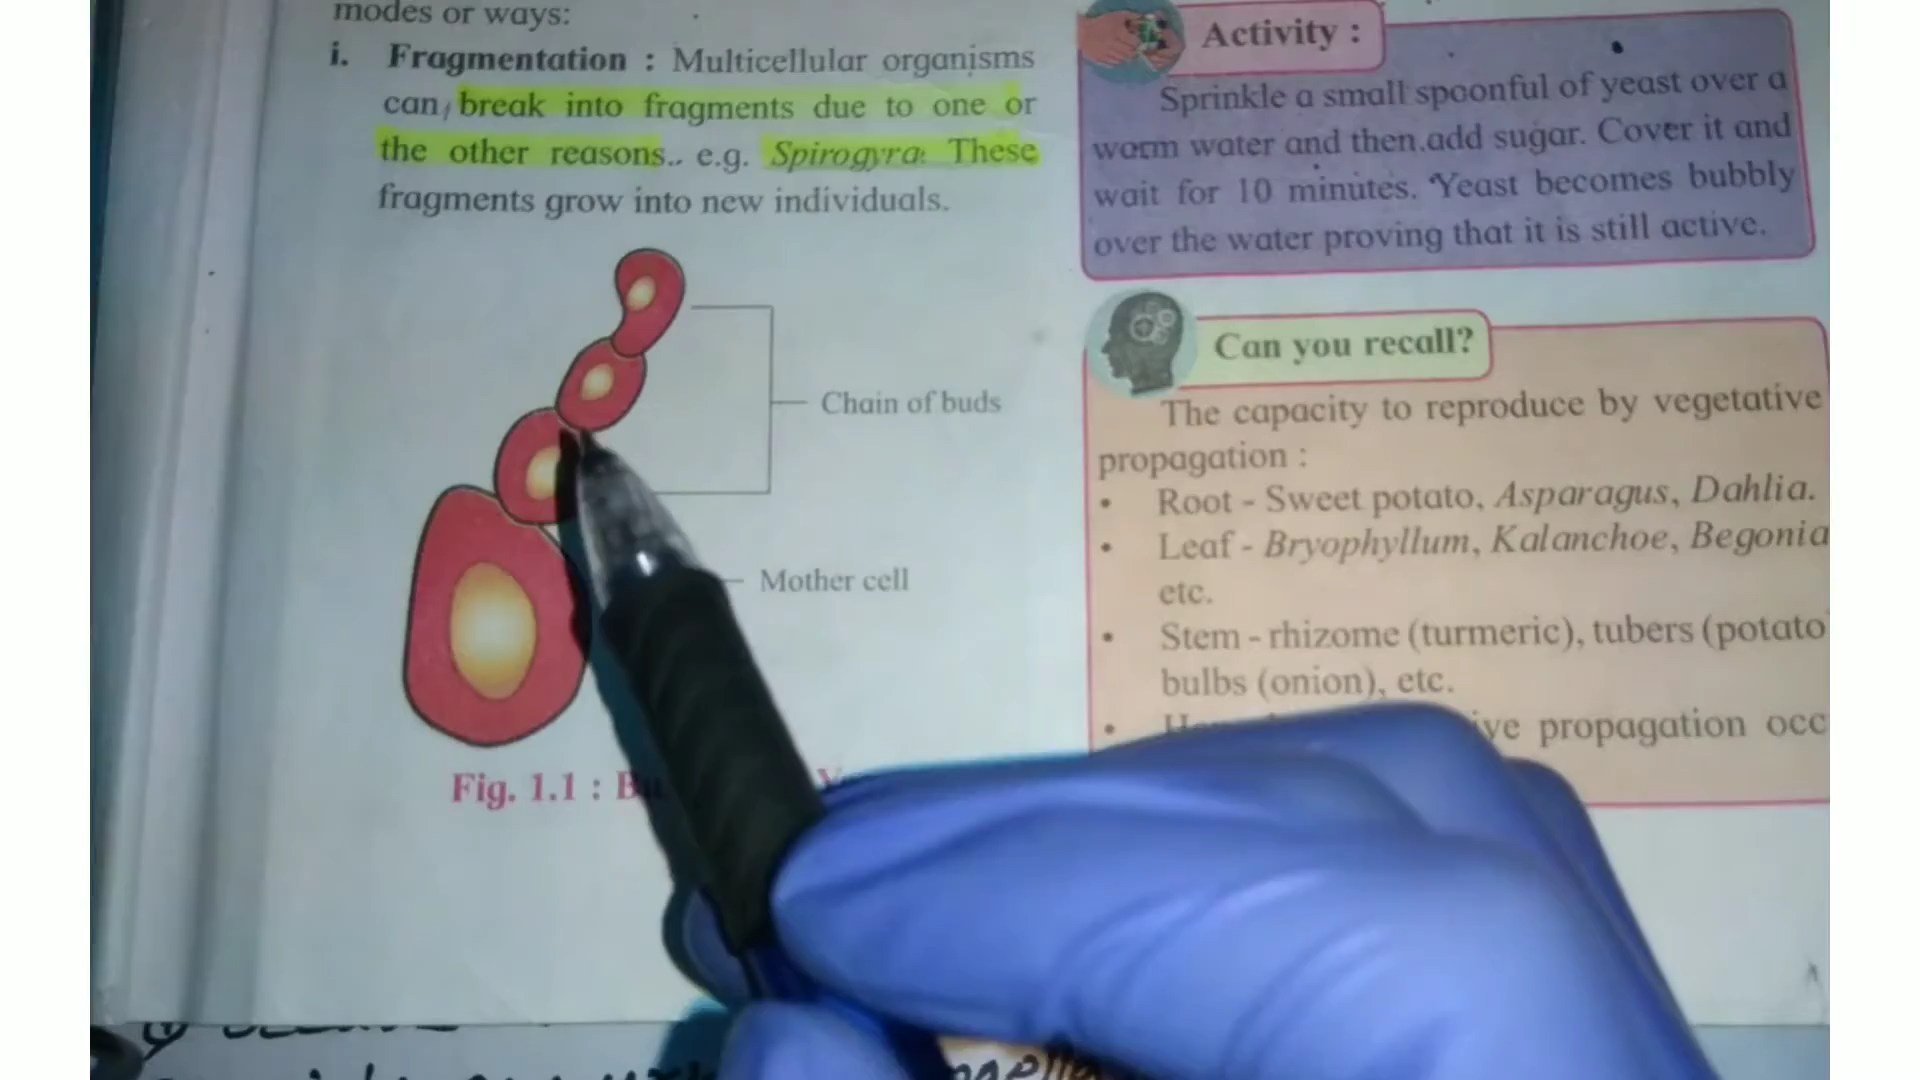 modes or ways:
i. Fragmentation : Multicellular organisms
can break into fragments due to one or
the other reasons.. e.g. Spirogyra. These
fragments grow into new individuals.
Chain of buds
Mother cell
Fig. 1.1 :
Activity :
Sprinkle a small spoonful of yeast over a
warm water and then add sugar. Cover it and
wait for 10 minutes. Yeast becomes bubbly
over the water proving that it is still active.
Can you recall?
The capacity to reproduce by vegetative
propagation :
• Root - Sweet potato, Asparagus, Dahlia.
• Leaf - Bryophyllum, Kalanchoe, Begonia
etc.
• Stem - rhizome (turmeric), tubers (potato
bulbs (onion), etc.
• propagation